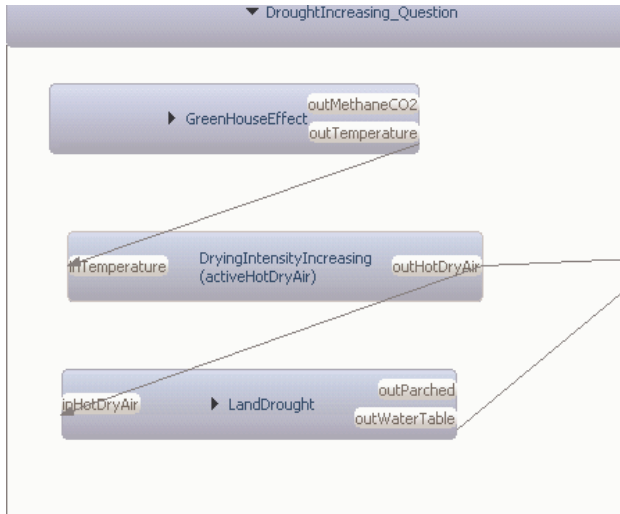 DroughtIncreasing_Question
outMethaneCO2
GreenHouseEffect
outTemperature
inTemperature
DryingIntensityIncreasing
(activeHotDryAir)
outHotDryAir
outParched
inHotDryAir
LandDrought
outWaterTable